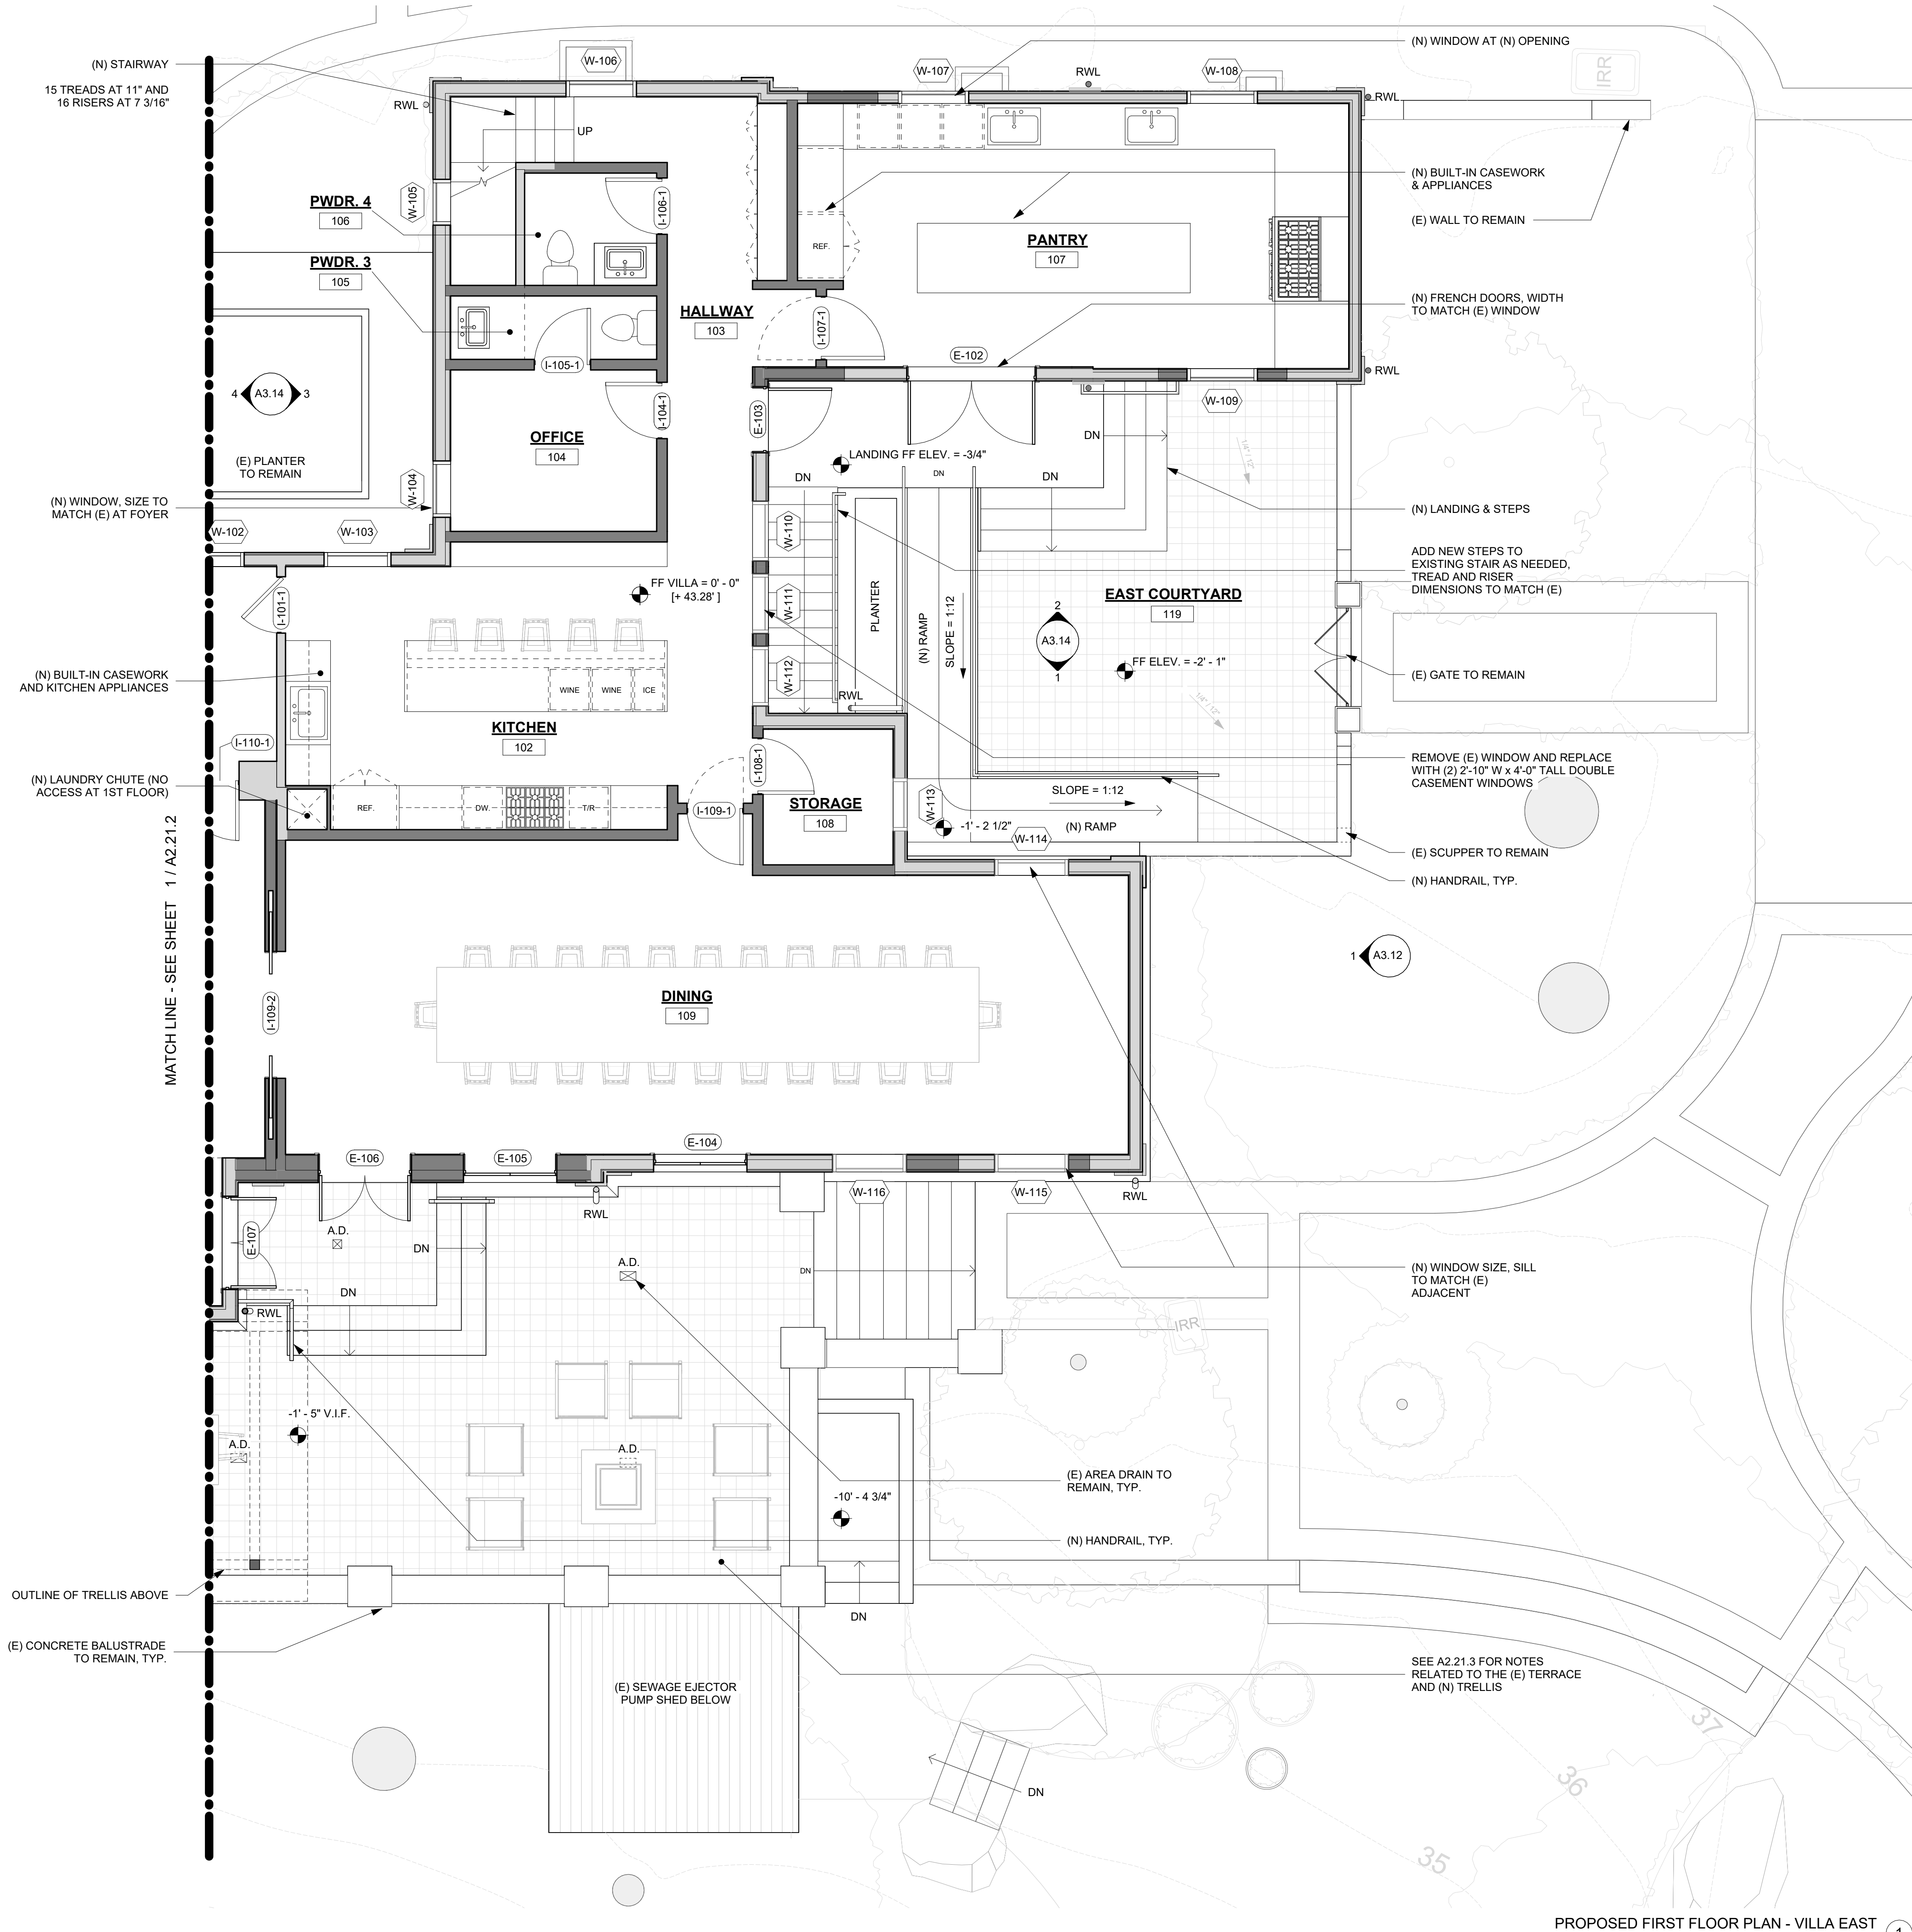 (N) STAIRWAY
15 TREADS AT 11" AND
16 RISERS AT 7 3/16"
W-106
W-107
RWL
W-108
(N) WINDOW AT (N) OPENING
IRR
RWL
RWL
UP
W-105
PWDR. 4
106
I-106-1
REF.
PANTRY
107
(N) BUILT-IN CASEWORK
& APPLIANCES
(E) WALL TO REMAIN
PWDR. 3
105
HALLWAY
103
I-107-1
(N) FRENCH DOORS, WIDTH
TO MATCH (E) WINDOW
I-105-1
E-102
RWL
4
A3.14
3
I-104-1
E-103
W-109
OFFICE
104
DN
1/4" / 12"
(E) PLANTER
TO REMAIN
LANDING FF ELEV. = -3/4"
DN
DN
DN
W-104
(N) WINDOW, SIZE TO
MATCH (E) AT FOYER
W-102
W-103
W-110
(N) LANDING & STEPS
ADD NEW STEPS TO
EXISTING STAIR AS NEEDED,
TREAD AND RISER
DIMENSIONS TO MATCH (E)
I-101-1
FF VILLA = 0' - 0"
[+ 43.28' ]
W-111
PLANTER
(N) RAMP
SLOPE = 1:12
EAST COURTYARD
119
2
A3.14
1
FF ELEV. = -2' - 1"
(N) BUILT-IN CASEWORK
AND KITCHEN APPLIANCES
WINE
WINE
ICE
W-112
RWL
1/4" / 12"
(E) GATE TO REMAIN
KITCHEN
102
I-110-1
I-108-1
REMOVE (E) WINDOW AND REPLACE
WITH (2) 2'-10" W x 4'-0" TALL DOUBLE
CASEMENT WINDOWS
(N) LAUNDRY CHUTE (NO
ACCESS AT 1ST FLOOR)
REF.
DW.
T/R
I-109-1
STORAGE
108
W-113
-1' - 2 1/2"
SLOPE = 1:12
(N) RAMP
W-114
(E) SCUPPER TO REMAIN
(N) HANDRAIL, TYP.
MATCH LINE - SEE SHEET 1 / A2.21.2
1
A3.12
I-109-2
DINING
109
E-106
E-105
E-104
W-116
W-115
RWL
RWL
E-107
A.D.
DN
DN
A.D.
DN
RWL
(N) WINDOW SIZE, SILL
TO MATCH (E)
ADJACENT
IRR
-1' - 5" V.I.F.
A.D.
A.D.
-10' - 4 3/4"
(E) AREA DRAIN TO
REMAIN, TYP.
(N) HANDRAIL, TYP.
OUTLINE OF TRELLIS ABOVE
DN
(E) CONCRETE BALUSTRADE
TO REMAIN, TYP.
(E) SEWAGE EJECTOR
PUMP SHED BELOW
SEE A2.21.3 FOR NOTES
RELATED TO THE (E) TERRACE
AND (N) TRELLIS
37
36
35
DN
PROPOSED FIRST FLOOR PLAN - VILLA EAST